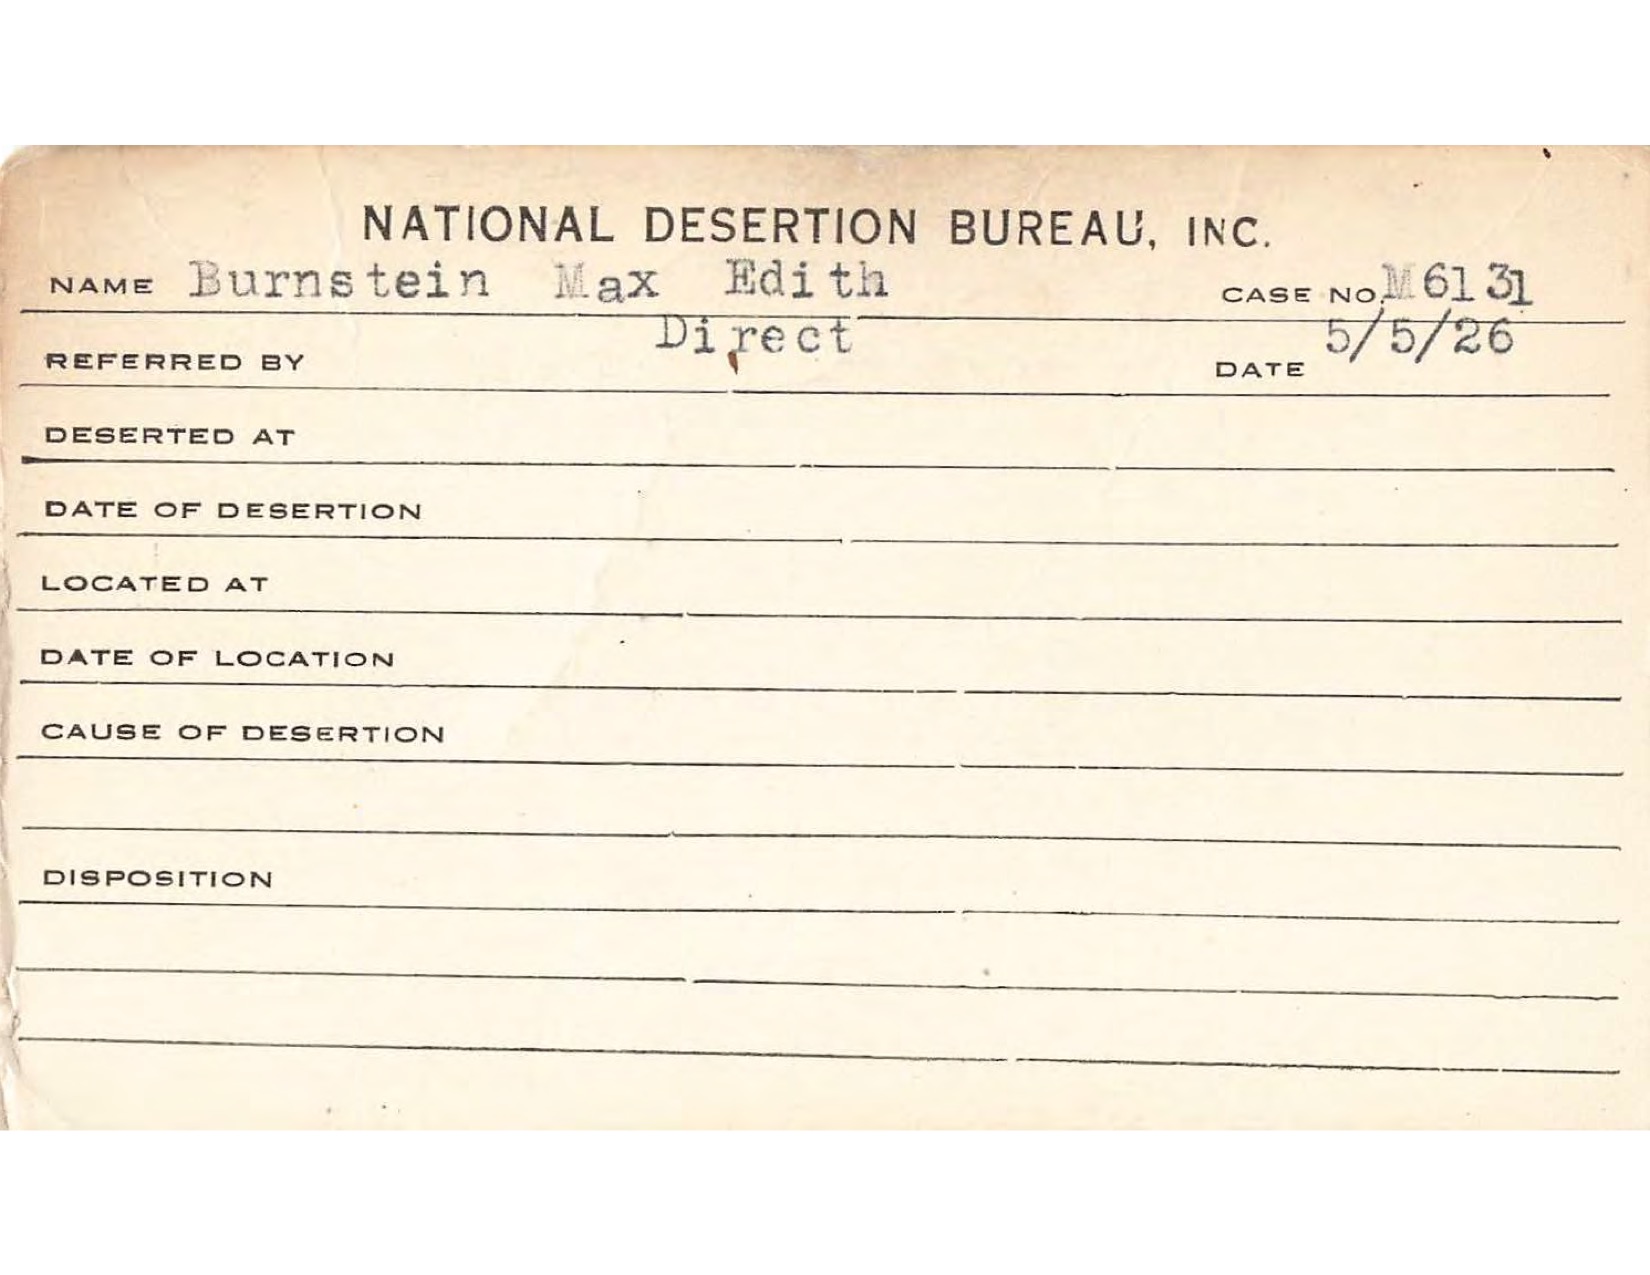 NATIONAL DESERTION BUREAU, INC.
NAME Burnstein Max Edith CASE NO. M6131
REFERRED BY Direct DATE 5/5/26
DESERTED AT
DATE OF DESERTION
LOCATED AT
DATE OF LOCATION
CAUSE OF DESERTION
DISPOSITION